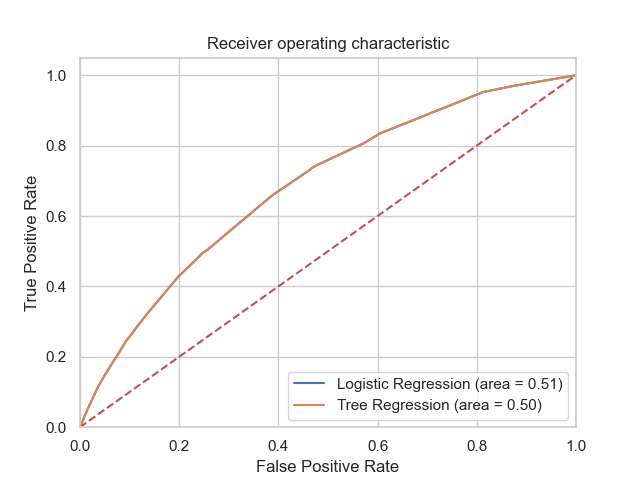 Receiver operating characteristic
1.0
0.8
0.6
0.4
0.2
0.0
True Positive Rate
Logistic Regression (area = 0.51)
Tree Regression (area = 0.50)
0.0 0.2 0.4 0.6 0.8 1.0
False Positive Rate